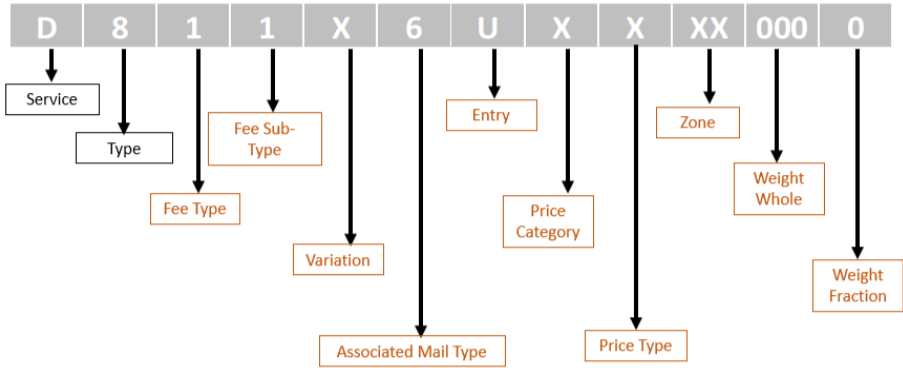 D 8 1 1 X 6 U X X XX 000 0
Service
Type
Fee Type
Fee Sub-
Type
Variation
Associated Mail Type
Entry
Price
Category
Price Type
Zone
Weight
Whole
Weight
Fraction